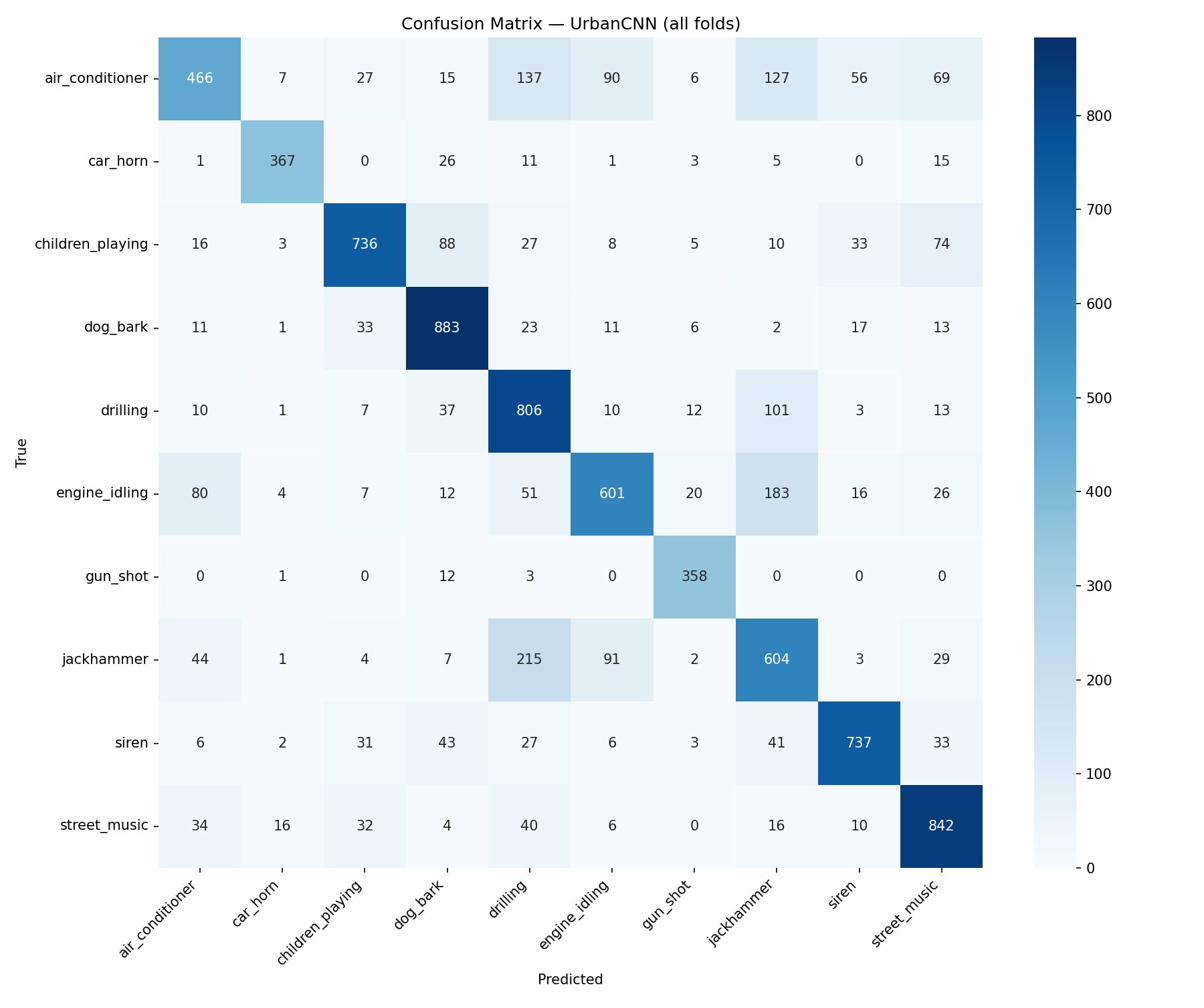 Confusion Matrix — UrbanCNN (all folds)
True
air_conditioner 466 7 27 15 137 90 6 127 56 69
car_horn 1 367 0 26 11 1 3 5 0 15
children_playing 16 3 736 88 27 8 5 10 33 74
dog_bark 11 1 33 883 23 11 6 2 17 13
drilling 10 1 7 37 806 10 12 101 3 13
engine_idling 80 4 7 12 51 601 20 183 16 26
gun_shot 0 1 0 12 3 0 358 0 0 0
jackhammer 44 1 4 7 215 91 2 604 3 29
siren 6 2 31 43 27 6 3 41 737 33
street_music 34 16 32 4 40 6 0 16 10 842
air_conditioner car_horn children_playing dog_bark drilling engine_idling gun_shot jackhammer siren street_music
Predicted
800
700
600
500
400
300
200
100
0